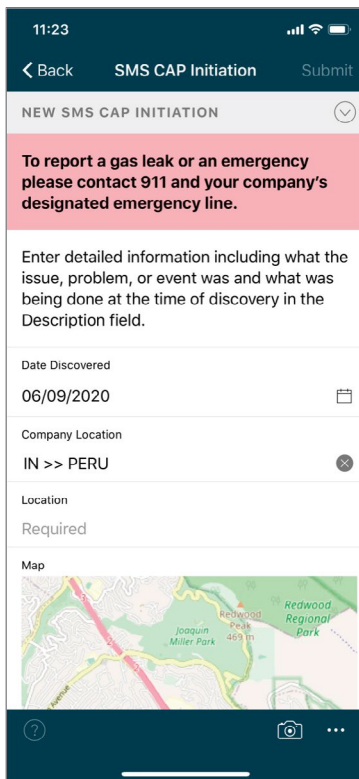 11:23
Back SMS CAP Initiation Submit
NEW SMS CAP INITIATION
To report a gas leak or an emergency
please contact 911 and your company's
designated emergency line.
Enter detailed information including what the
issue, problem, or event was and what was
being done at the time of discovery in the
Description field.
Date Discovered
06/09/2020
Company Location
IN >> PERU
Location
Required
Map
Redwood
Peak
469 m
Joaquin
Miller Park
Redwood
Regional
Park
Avenue
?